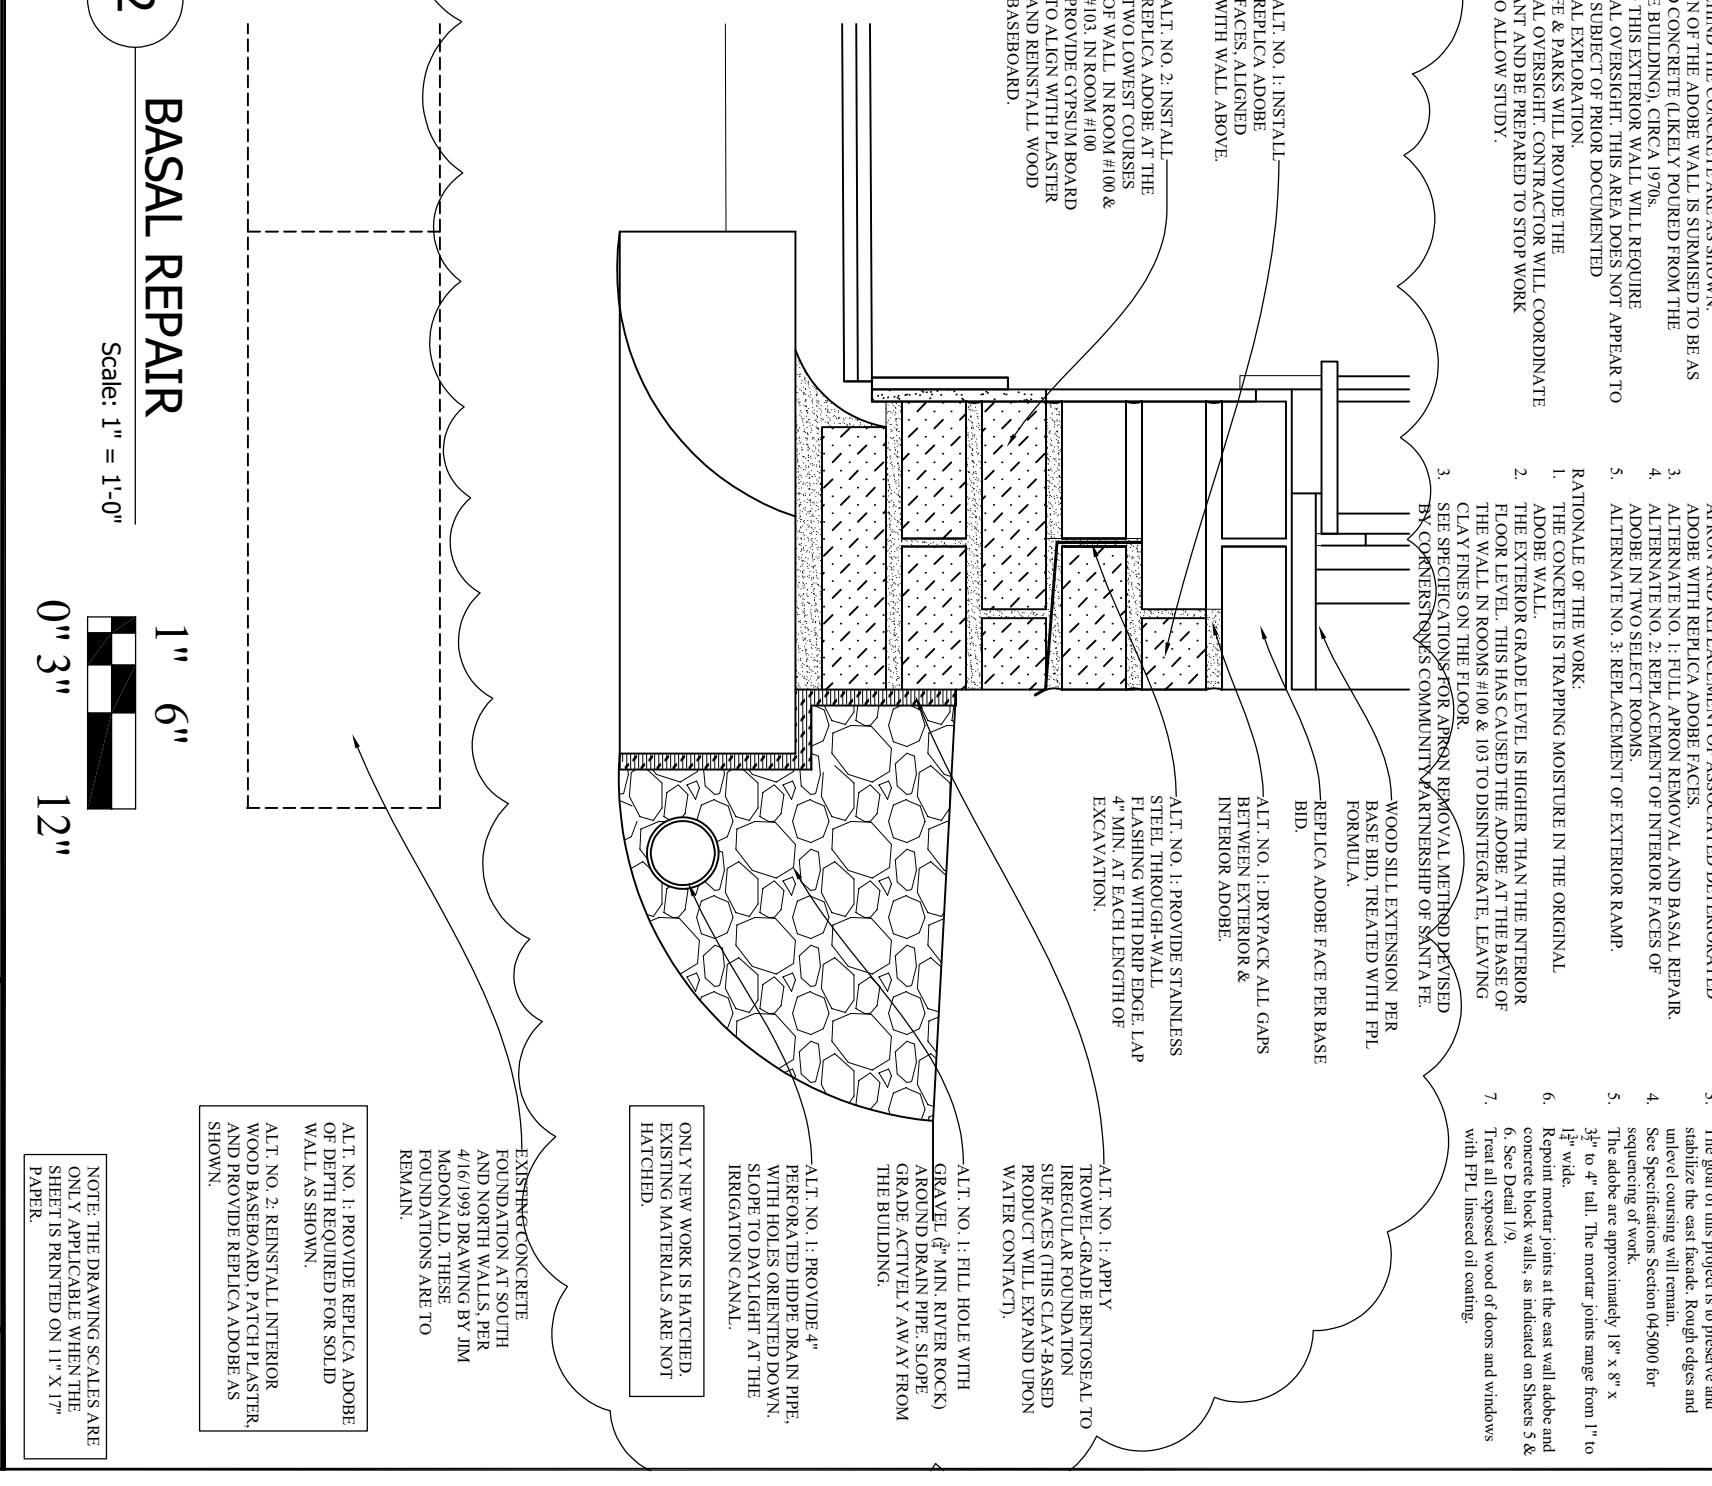 HIND THE CONCRETE ARE AS SHOWN.
N OF THE ADOBE WALL IS SURMISED TO BE AS
CONCRETE (LIKELY POURED FROM THE
E BUILDING), CIRCA 1970s.
THIS EXTERIOR WALL WILL REQUIRE
AL OVERSIGHT. THIS AREA DOES NOT APPEAR TO
SUBJECT OF PRIOR DOCUMENTED
AL EXPLORATION.
FE & PARKS WILL PROVIDE THE
AL OVERSIGHT. CONTRACTOR WILL COORDINATE
ANT AND BE PREPARED TO STOP WORK
O ALLOW STUDY.
ALT. NO. 1: INSTALL
REPLICA ADOBE
FACES, ALIGNED
WITH WALL ABOVE.
ALT. NO. 2: INSTALL
REPLICA ADOBE AT THE
TWO LOWEST COURSES
OF WALL IN ROOM #100 &
#103. IN ROOM #100
PROVIDE GYPSUM BOARD
TO ALIGN WITH PLASTER
AND REINSTALL WOOD
BASEBOARD.
APRON AND REPLACEMENT OF ASSOCIATED DETERIORATED
ADOBE WITH REPLICA ADOBE FACES.
3. ALTERNATE NO. 1: FULL APRON REMOVAL AND BASAL REPAIR.
4. ALTERNATE NO. 2: REPLACEMENT OF INTERIOR FACES OF
ADOBE IN TWO SELECT ROOMS.
5. ALTERNATE NO. 3: REPLACEMENT OF EXTERIOR RAMP.
RATIONALE OF THE WORK:
1. THE CONCRETE IS TRAPPING MOISTURE IN THE ORIGINAL
ADOBE WALL.
2. THE EXTERIOR GRADE LEVEL IS HIGHER THAN THE INTERIOR
FLOOR LEVEL. THIS HAS CAUSED THE ADOBE AT THE BASE OF
THE WALL IN ROOMS #100 & 103 TO DISINTEGRATE, LEAVING
CLAY FINES ON THE FLOOR.
3. SEE SPECIFICATIONS FOR APRON REMOVAL METHOD DEVISED
BY CORNERSTONES COMMUNITY PARTNERSHIP OF SANTA FE.
WOOD SILL EXTENSION PER
BASE BID, TREATED WITH FPL
FORMULA.
REPLICA ADOBE FACE PER BASE
BID.
ALT. NO. 1: DRYPACK ALL GAPS
BETWEEN EXTERIOR &
INTERIOR ADOBE.
ALT. NO. 1: PROVIDE STAINLESS
STEEL THROUGH-WALL
FLASHING WITH DRIP EDGE. LAP
4" MIN. AT EACH LENGTH OF
EXCAVATION.
3. The goal of this project is to preserve and
stabilize the east facade. Rough edges and
unlevel coursing will remain.
4. See Specifications Section 045000 for
sequencing of work.
5. The adobe are approximately 18" x 8" x
3½" to 4" tall. The mortar joints range from 1" to
1¾" wide.
6. Repoint mortar joints at the east wall adobe and
concrete block walls, as indicated on Sheets 5 &
6. See Detail 1/9.
7. Treat all exposed wood of doors and windows
with FPL linseed oil coating.
ALT. NO. 1: APPLY
TROWEL-GRADE BENTOSEAL TO
IRREGULAR FOUNDATION
SURFACES (THIS CLAY-BASED
PRODUCT WILL EXPAND UPON
WATER CONTACT).
ALT. NO. 1: FILL HOLE WITH
GRAVEL (¾" MIN. RIVER ROCK)
AROUND DRAIN PIPE. SLOPE
GRADE ACTIVELY AWAY FROM
THE BUILDING.
ALT. NO. 1: PROVIDE 4"
PERFORATED HDPE DRAIN PIPE,
WITH HOLES ORIENTED DOWN.
SLOPE TO DAYLIGHT AT THE
IRRIGATION CANAL.
ONLY NEW WORK IS HATCHED.
EXISTING MATERIALS ARE NOT
HATCHED.
EXISTING CONCRETE
FOUNDATION AT SOUTH
AND NORTH WALLS, PER
4/16/1993 DRAWING BY JIM
McDONALD. THESE
FOUNDATIONS ARE TO
REMAIN.
ALT. NO. 1: PROVIDE REPLICA ADOBE
OF DEPTH REQUIRED FOR SOLID
WALL AS SHOWN.
ALT. NO. 2: REINSTALL INTERIOR
WOOD BASEBOARD, PATCH PLASTER,
AND PROVIDE REPLICA ADOBE AS
SHOWN.
2
BASAL REPAIR
Scale: 1" = 1'-0"
1" 6"
0" 3" 12"
NOTE: THE DRAWING SCALES ARE
ONLY APPLICABLE WHEN THE
SHEET IS PRINTED ON 11" X 17"
PAPER.